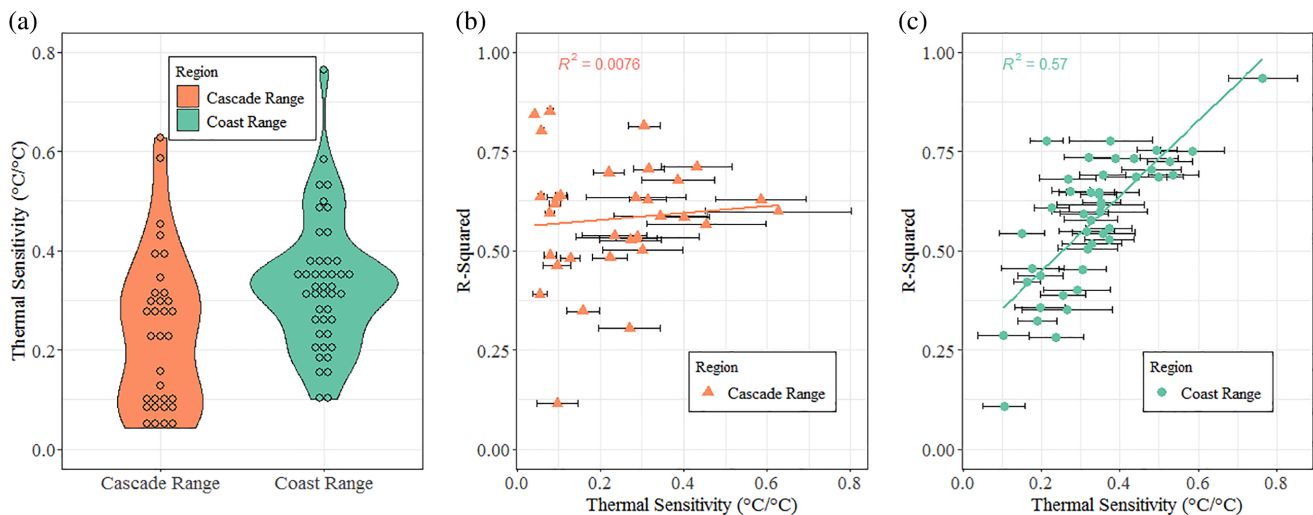 (a)
Thermal Sensitivity (°C/°C)
0.8
0.6
0.4
0.2
0.0
Region
Cascade Range
Coast Range
Cascade Range
Coast Range
(b)
R-Squared
1.00
0.75
0.50
0.25
0.00
R² = 0.0076
Region
Cascade Range
0.0 0.2 0.4 0.6 0.8
Thermal Sensitivity (°C/°C)
(c)
R-Squared
1.00
0.75
0.50
0.25
0.00
R² = 0.57
Region
Coast Range
0.0 0.2 0.4 0.6 0.8
Thermal Sensitivity (°C/°C)